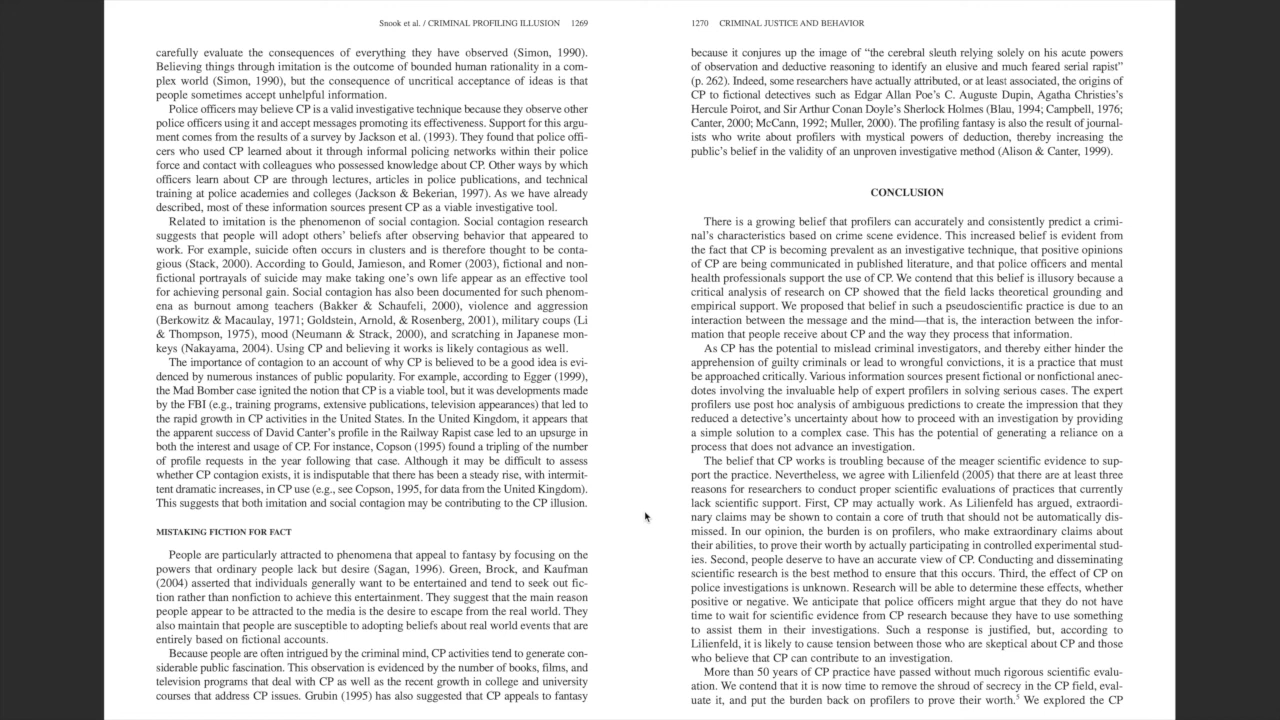 Snook et al. / CRIMINAL PROFILING ILLUSION 1269
carefully evaluate the consequences of everything they have observed (Simon, 1990).
Believing things through imitation is the outcome of bounded human rationality in a com-
plex world (Simon, 1990), but the consequence of uncritical acceptance of ideas is that
people sometimes accept unhelpful information.
Police officers may believe CP is a valid investigative technique because they observe other
police officers using it and accept messages promoting its effectiveness. Support for this argu-
ment comes from the results of a survey by Jackson et al. (1993). They found that police offi-
cers who used CP learned about it through informal policing networks within their police
force and contact with colleagues who possessed knowledge about CP. Other ways by which
officers learn about CP are through lectures, articles in police publications, and technical
training at police academies and colleges (Jackson & Bekerian, 1997). As we have already
described, most of these information sources present CP as a viable investigative tool.
Related to imitation is the phenomenon of social contagion. Social contagion research
suggests that people will adopt others' beliefs after observing behavior that appeared to
work. For example, suicide often occurs in clusters and is therefore thought to be conta-
gious (Stack, 2000). According to Gould, Jamieson, and Romer (2003), fictional and non-
fictional portrayals of suicide may make taking one's own life appear as an effective tool
for achieving personal gain. Social contagion has also been documented for such phenom-
ena as burnout among teachers (Bakker & Schaufeli, 2000), violence and aggression
(Berkowitz & Macaulay, 1971; Goldstein, Arnold, & Rosenberg, 2001), military coups (Li
& Thompson, 1975), mood (Neumann & Strack, 2000), and scratching in Japanese mon-
keys (Nakayama, 2004). Using CP and believing it works is likely contagious as well.
The importance of contagion to an account of why CP is believed to be a good idea is evi-
denced by numerous instances of public popularity. For example, according to Egger (1999),
the Mad Bomber case ignited the notion that CP is a viable tool, but it was developments made
by the FBI (e.g., training programs, extensive publications, television appearances) that led to
the rapid growth in CP activities in the United States. In the United Kingdom, it appears that
the apparent success of David Canter's profile in the Railway Rapist case led to an upsurge in
both the interest and usage of CP. For instance, Copson (1995) found a tripling of the number
of profile requests in the year following that case. Although it may be difficult to assess
whether CP contagion exists, it is indisputable that there has been a steady rise, with intermit-
tent dramatic increases, in CP use (e.g., see Copson, 1995, for data from the United Kingdom).
This suggests that both imitation and social contagion may be contributing to the CP illusion.
MISTAKING FICTION FOR FACT
People are particularly attracted to phenomena that appeal to fantasy by focusing on the
powers that ordinary people lack but desire (Sagan, 1996). Green, Brock, and Kaufman
(2004) asserted that individuals generally want to be entertained and tend to seek out fic-
tion rather than nonfiction to achieve this entertainment. They suggest that the main reason
people appear to be attracted to the media is the desire to escape from the real world. They
also maintain that people are susceptible to adopting beliefs about real world events that are
entirely based on fictional accounts.
Because people are often intrigued by the criminal mind, CP activities tend to generate con-
siderable public fascination. This observation is evidenced by the number of books, films, and
television programs that deal with CP as well as the recent growth in college and university
courses that address CP issues. Grubin (1995) has also suggested that CP appeals to fantasy
1270 CRIMINAL JUSTICE AND BEHAVIOR
because it conjures up the image of "the cerebral sleuth relying solely on his acute powers
of observation and deductive reasoning to identify an elusive and much feared serial rapist"
(p. 262). Indeed, some researchers have actually attributed, or at least associated, the origins of
CP to fictional detectives such as Edgar Allan Poe's C. Auguste Dupin, Agatha Christies's
Hercule Poirot, and Sir Arthur Conan Doyle's Sherlock Holmes (Blau, 1994; Campbell, 1976;
Canter, 2000; McCann, 1992; Muller, 2000). The profiling fantasy is also the result of journal-
ists who write about profilers with mystical powers of deduction, thereby increasing the
public's belief in the validity of an unproven investigative method (Alison & Canter, 1999).
CONCLUSION
There is a growing belief that profilers can accurately and consistently predict a crimi-
nal's characteristics based on crime scene evidence. This increased belief is evident from
the fact that CP is becoming prevalent as an investigative technique, that positive opinions
of CP are being communicated in published literature, and that police officers and mental
health professionals support the use of CP. We contend that this belief is illusory because a
critical analysis of research on CP showed that the field lacks theoretical grounding and
empirical support. We proposed that belief in such a pseudoscientific practice is due to an
interaction between the message and the mind—that is, the interaction between the infor-
mation that people receive about CP and the way they process that information.
As CP has the potential to mislead criminal investigators, and thereby either hinder the
apprehension of guilty criminals or lead to wrongful convictions, it is a practice that must
be approached critically. Various information sources present fictional or nonfictional anec-
dotes involving the invaluable help of expert profilers in solving serious cases. The expert
profilers use post hoc analysis of ambiguous predictions to create the impression that they
reduced a detective's uncertainty about how to proceed with an investigation by providing
a simple solution to a complex case. This has the potential of generating a reliance on a
process that does not advance an investigation.
The belief that CP works is troubling because of the meager scientific evidence to sup-
port the practice. Nevertheless, we agree with Lilienfeld (2005) that there are at least three
reasons for researchers to conduct proper scientific evaluations of practices that currently
lack scientific support. First, CP may actually work. As Lilienfeld has argued, extraordi-
nary claims may be shown to contain a core of truth that should not be automatically dis-
missed. In our opinion, the burden is on profilers, who make extraordinary claims about
their abilities, to prove their worth by actually participating in controlled experimental stud-
ies. Second, people deserve to have an accurate view of CP. Conducting and disseminating
scientific research is the best method to ensure that this occurs. Third, the effect of CP on
police investigations is unknown. Research will be able to determine these effects, whether
positive or negative. We anticipate that police officers might argue that they do not have
time to wait for scientific evidence from CP research because they have to use something
to assist them in their investigations. Such a response is justified, but, according to
Lilienfeld, it is likely to cause tension between those who are skeptical about CP and those
who believe that CP can contribute to an investigation.
More than 50 years of CP practice have passed without much rigorous scientific evalu-
ation. We contend that it is now time to remove the shroud of secrecy in the CP field, eval-
uate it, and put the burden back on profilers to prove their worth.⁵ We explored the CP